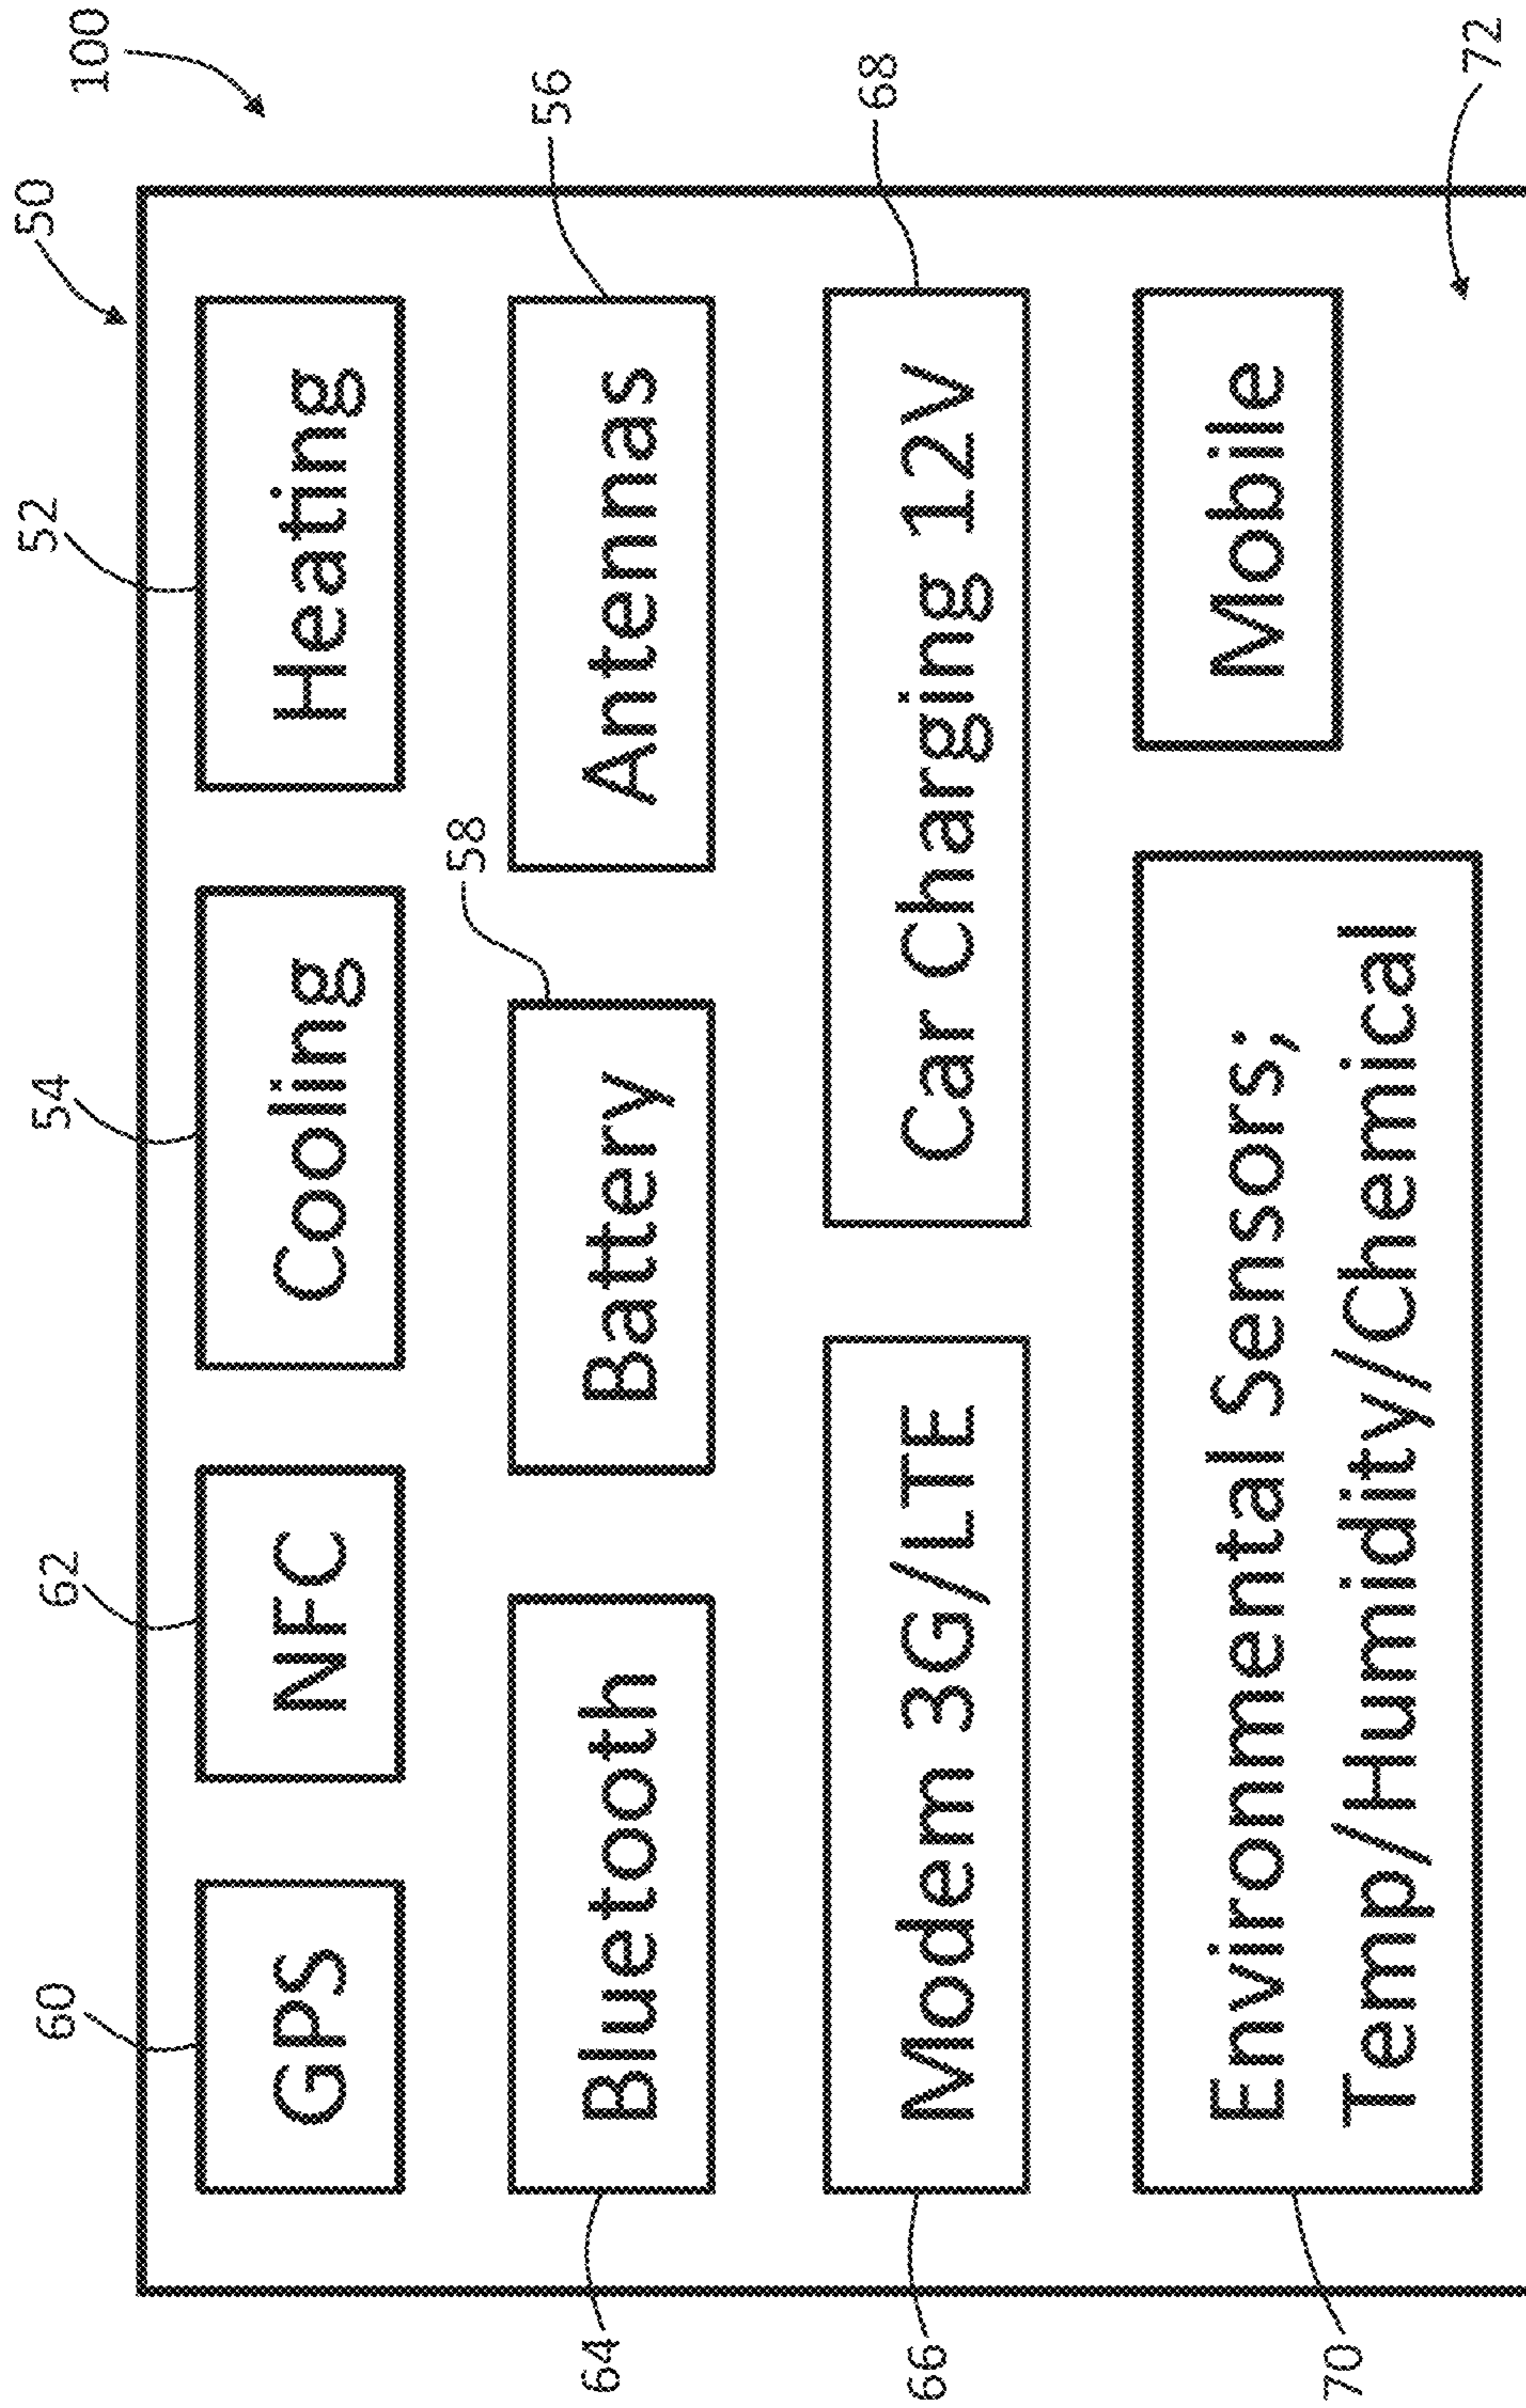 100
50
60
62
54
52
GPS
NFC
Cooling
Heating
58
56
Bluetooth
Battery
Antennas
64
68
Modem 3G/LTE
Car Charging 12V
66
Environmental Sensors;
Temp/Humidity/Chemical
Mobile
70
72